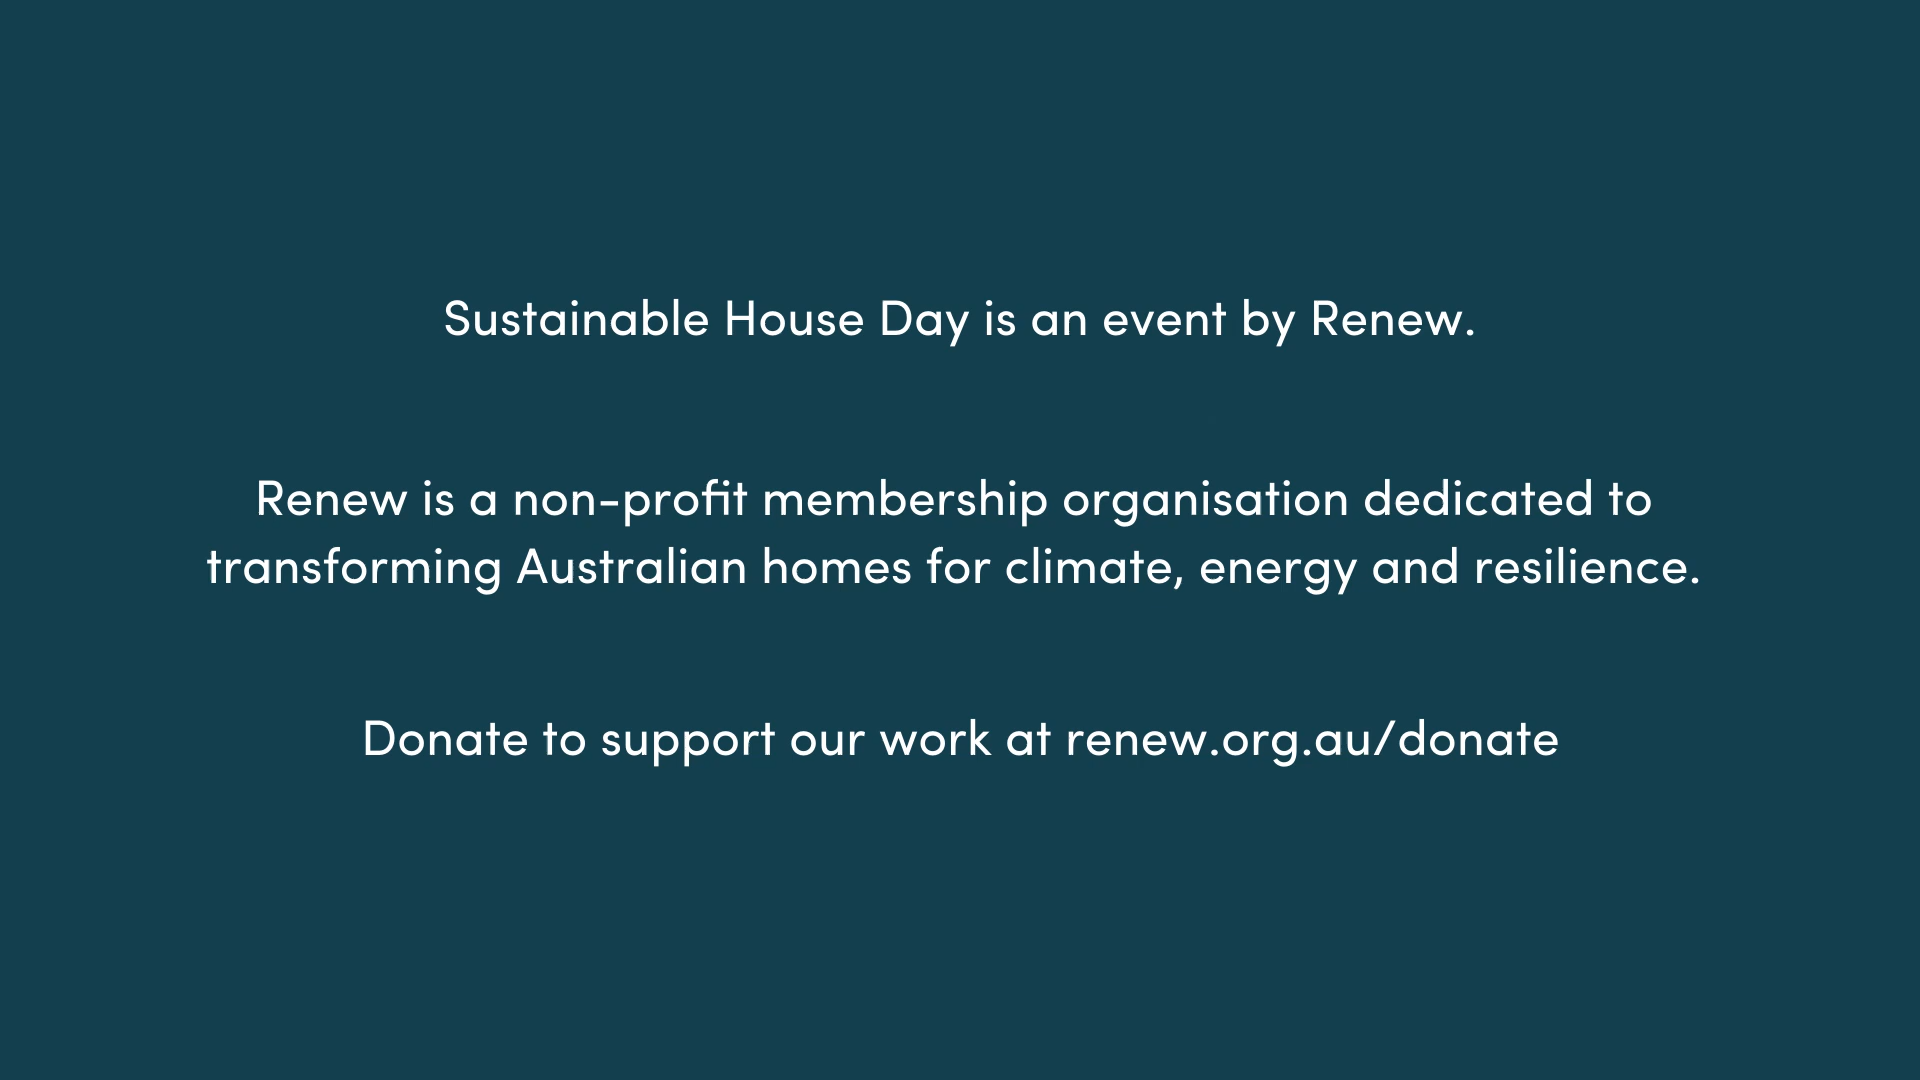 Sustainable House Day is an event by Renew.
Renew is a non-profit membership organisation dedicated to
transforming Australian homes for climate, energy and resilience.
Donate to support our work at renew.org.au/donate